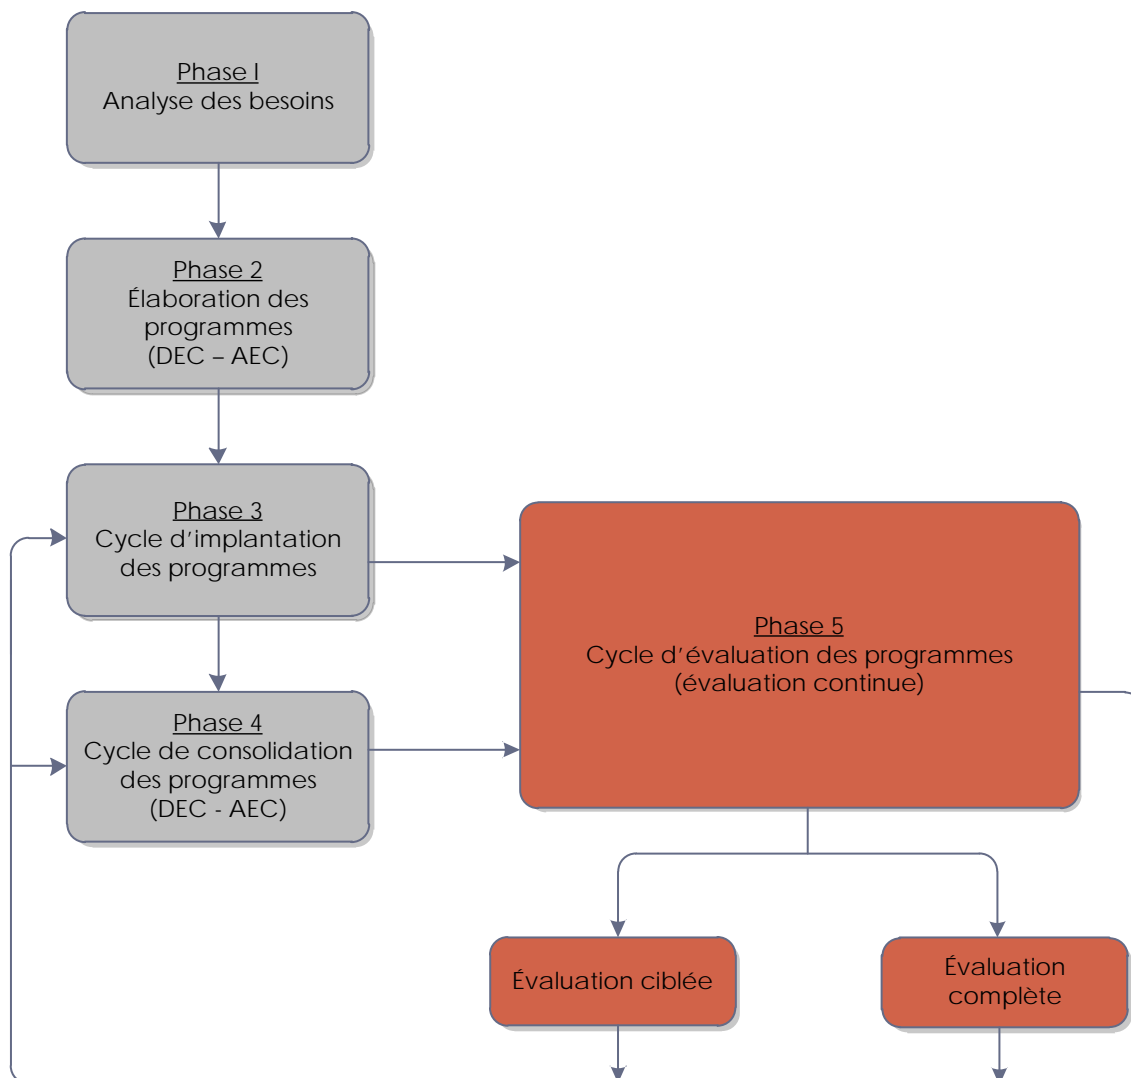 Phase I
Analyse des besoins
Phase 2
Élaboration des
programmes
(DEC – AEC)
Phase 3
Cycle d'implantation
des programmes
Phase 4
Cycle de consolidation
des programmes
(DEC - AEC)
Phase 5
Cycle d'évaluation des programmes
(évaluation continue)
Évaluation ciblée
Évaluation
complète